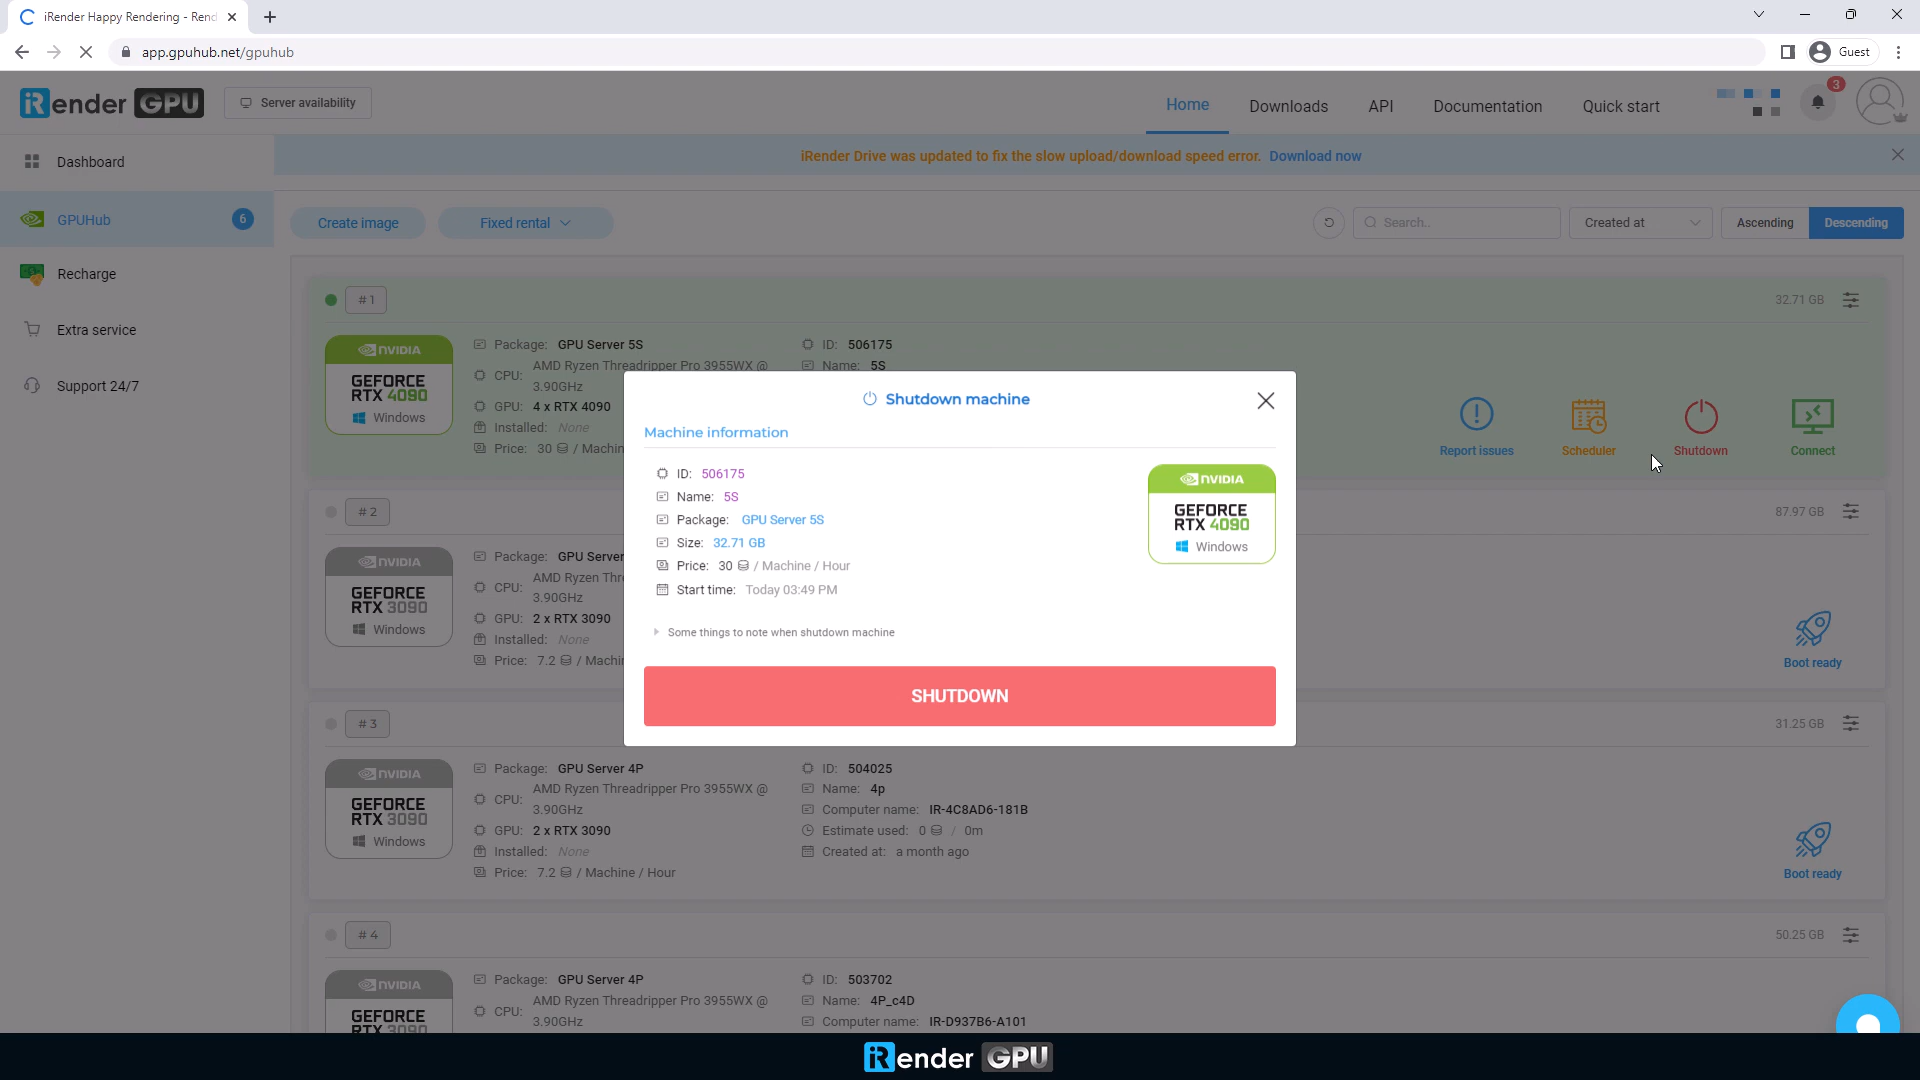 iRender Happy Rendering - Rend
app.gpuhub.net/gpuhub
Guest
iRender GPU
Server availability
Home
Downloads
API
Documentation
Quick start
3
Dashboard
iRender Drive was updated to fix the slow upload/download speed error. Download now
GPUHub
6
Create image
Fixed rental
Search..
Created at
Ascending
Descending
Recharge
Extra service
Support 24/7
#1
32.71 GB
NVIDIA
GEFORCE
RTX 4090
Windows
Package: GPU Server 5S
CPU: AMD Ryzen Threadripper Pro 3955WX @
3.90GHz
GPU: 4 x RTX 4090
Installed: None
Price: 30 / Machin
ID: 506175
Name: 5S
Report issues
Scheduler
Shutdown
Connect
Shutdown machine
Machine information
ID: 506175
Name: 5S
Package: GPU Server 5S
Size: 32.71 GB
Price: 30 / Machine / Hour
Start time: Today 03:49 PM
NVIDIA
GEFORCE
RTX 4090
Windows
Some things to note when shutdown machine
SHUTDOWN
#2
87.97 GB
NVIDIA
GEFORCE
RTX 3090
Windows
Package: GPU Server
CPU: AMD Ryzen Thr
3.90GHz
GPU: 2 x RTX 3090
Installed: None
Price: 7.2 / Machi
Boot ready
#3
31.25 GB
NVIDIA
GEFORCE
RTX 3090
Windows
Package: GPU Server 4P
CPU: AMD Ryzen Threadripper Pro 3955WX @
3.90GHz
GPU: 2 x RTX 3090
Installed: None
Price: 7.2 / Machine / Hour
ID: 504025
Name: 4p
Computer name: IR-4C8AD6-181B
Estimate used: 0 / 0m
Created at: a month ago
Boot ready
#4
50.25 GB
NVIDIA
GEFORCE
RTX 3090
Package: GPU Server 4P
CPU: AMD Ryzen Threadripper Pro 3955WX @
3.90GHz
ID: 503702
Name: 4P_c4D
Computer name: IR-D937B6-A101
iRender GPU